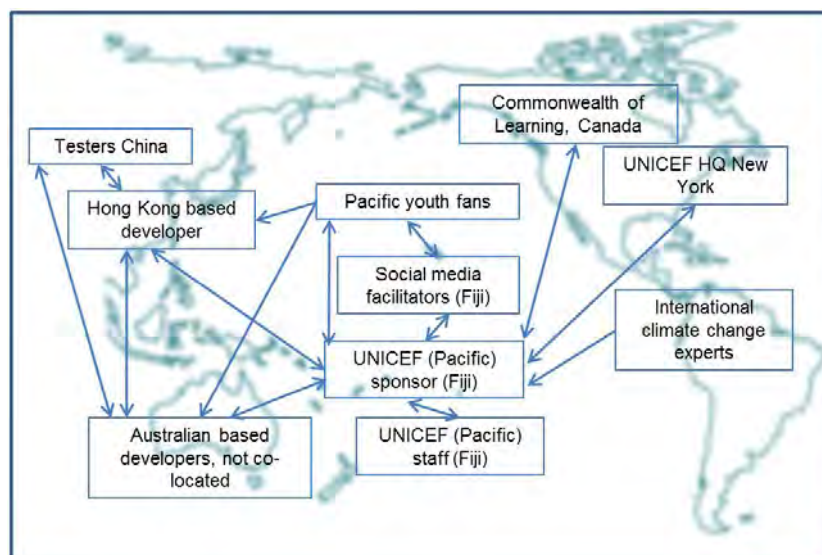 Commonwealth of
Learning, Canada
Testers China
UNICEF HQ New
York
Hong Kong based
developer
Pacific youth fans
Social media
facilitators (Fiji)
International
climate change
experts
UNICEF (Pacific)
sponsor (Fiji)
Australian based
developers, not co-
located
UNICEF (Pacific)
staff (Fiji)